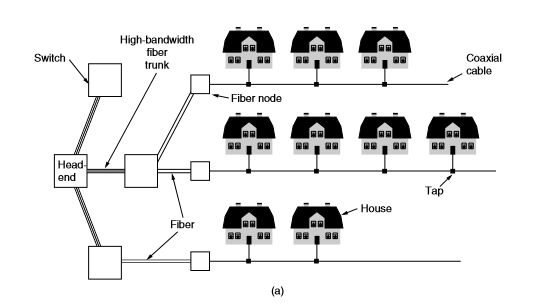 High-bandwidth
fiber
trunk
Switch
Coaxial
cable
Fiber node
Head-
end
Tap
Fiber
House
(a)